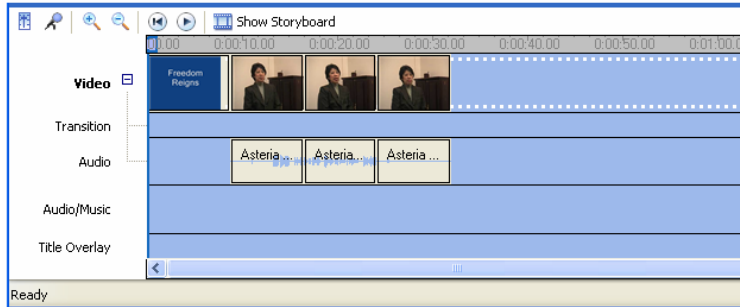 Show Storyboard
0.00 0:00:10.00 0:00:20.00 0:00:30.00 0:00:40.00 0:00:50.00 0:01:00.0
Video
Freedom
Reigns
Transition
Audio
Asteria ... Asteria... Asteria ...
Audio/Music
Title Overlay
Ready